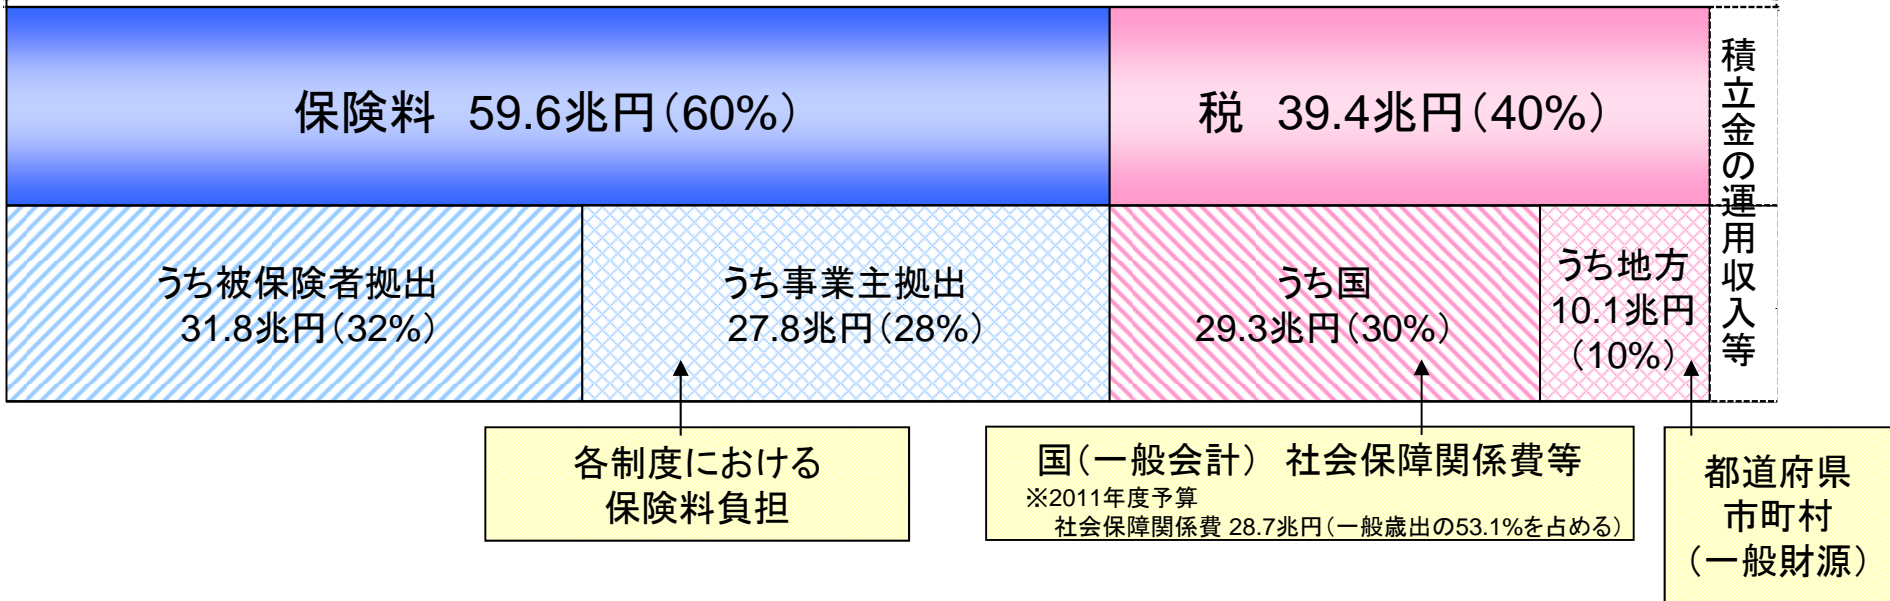 保険料　59.6兆円（60%）
税　39.4兆円（40%）
積立金の運用収入等
うち被保険者拠出
31.8兆円（32%）
うち事業主拠出
27.8兆円（28%）
うち国
29.3兆円（30%）
うち地方
10.1兆円
（10%）
各制度における
保険料負担
国（一般会計）　社会保障関係費等
※2011年度予算
社会保障関係費 28.7兆円（一般歳出の53.1%を占める）
都道府県
市町村
（一般財源）